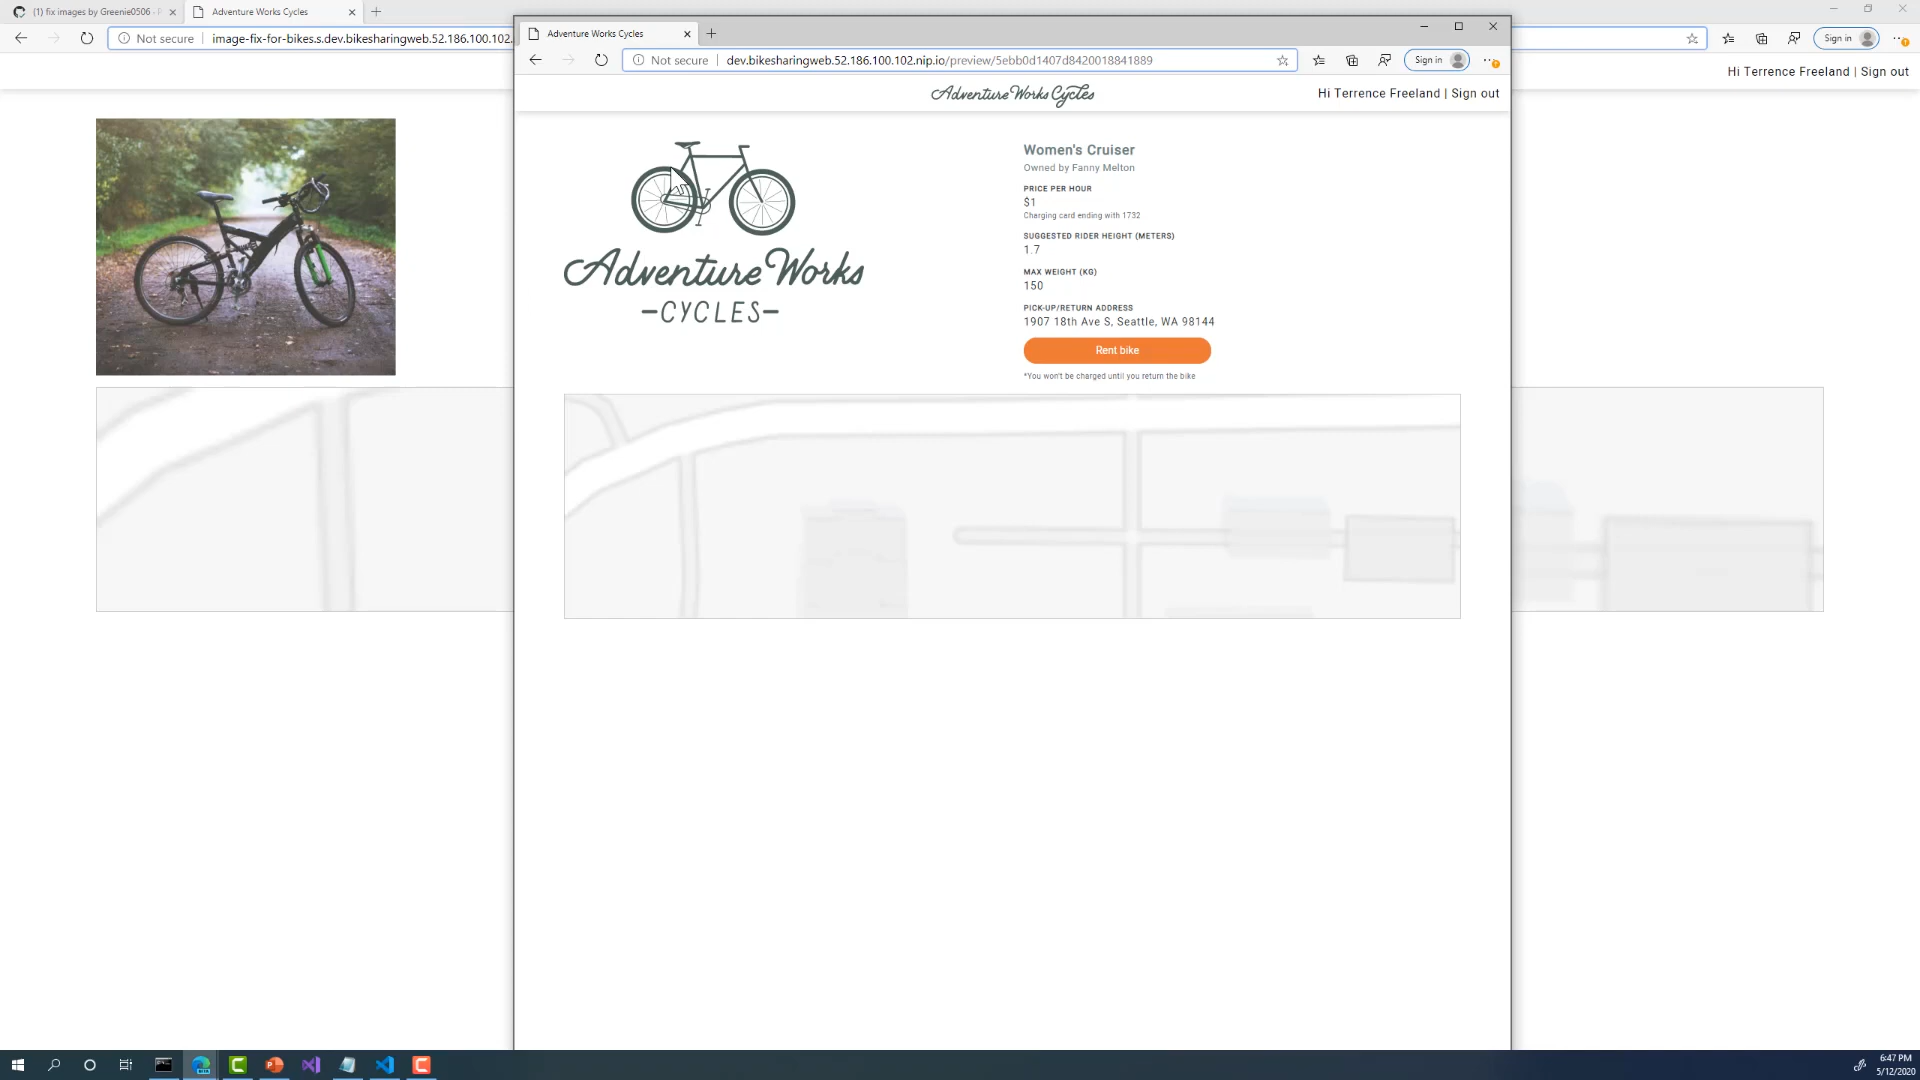 (1) fix images by Greenie0506 · P
Adventure Works Cycles
Not secure
image-fix-for-bikes.s.dev.bikesharingweb.52.186.100.102.
Sign in
Hi Terrence Freeland | Sign out
Adventure Works Cycles
Not secure
dev.bikesharingweb.52.186.100.102.nip.io/preview/5ebb0d1407d8420018841889
Sign in
Adventure Works Cycles
Hi Terrence Freeland | Sign out
Adventure Works
-CYCLES-
Women's Cruiser
Owned by Fanny Melton
PRICE PER HOUR
$1
Charging card ending with 1732
SUGGESTED RIDER HEIGHT (METERS)
1.7
MAX WEIGHT (KG)
150
PICK-UP/RETURN ADDRESS
1907 18th Ave S, Seattle, WA 98144
Rent bike
*You won't be charged until you return the bike
6:47 PM
5/12/2020